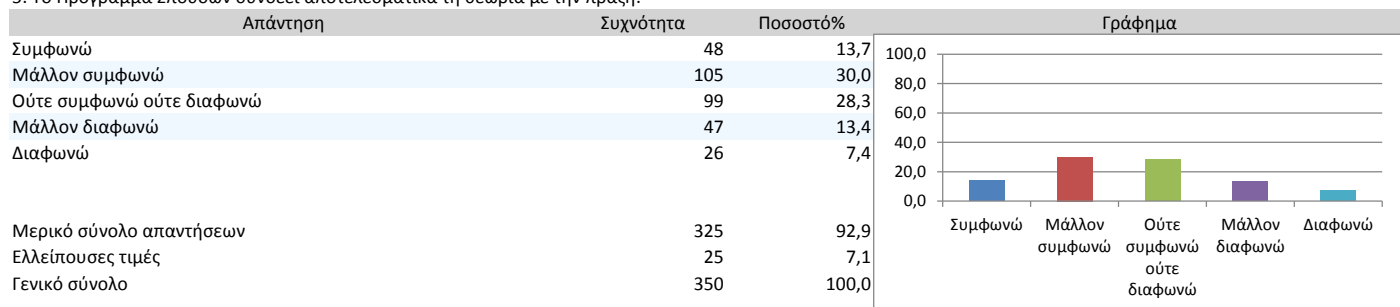 Απάντηση Συχνότητα Ποσοστό% Γράφημα
Συμφωνώ 48 13,7
Μάλλον συμφωνώ 105 30,0
Ούτε συμφωνώ ούτε διαφωνώ 99 28,3
Μάλλον διαφωνώ 47 13,4
Διαφωνώ 26 7,4
Μερικό σύνολο απαντήσεων 325 92,9
Ελλείπουσες τιμές 25 7,1
Γενικό σύνολο 350 100,0
100,0
80,0
60,0
40,0
20,0
0,0
Συμφωνώ Μάλλον Ούτε Μάλλον Διαφωνώ
συμφωνώ συμφωνώ διαφωνώ
ούτε
διαφωνώ